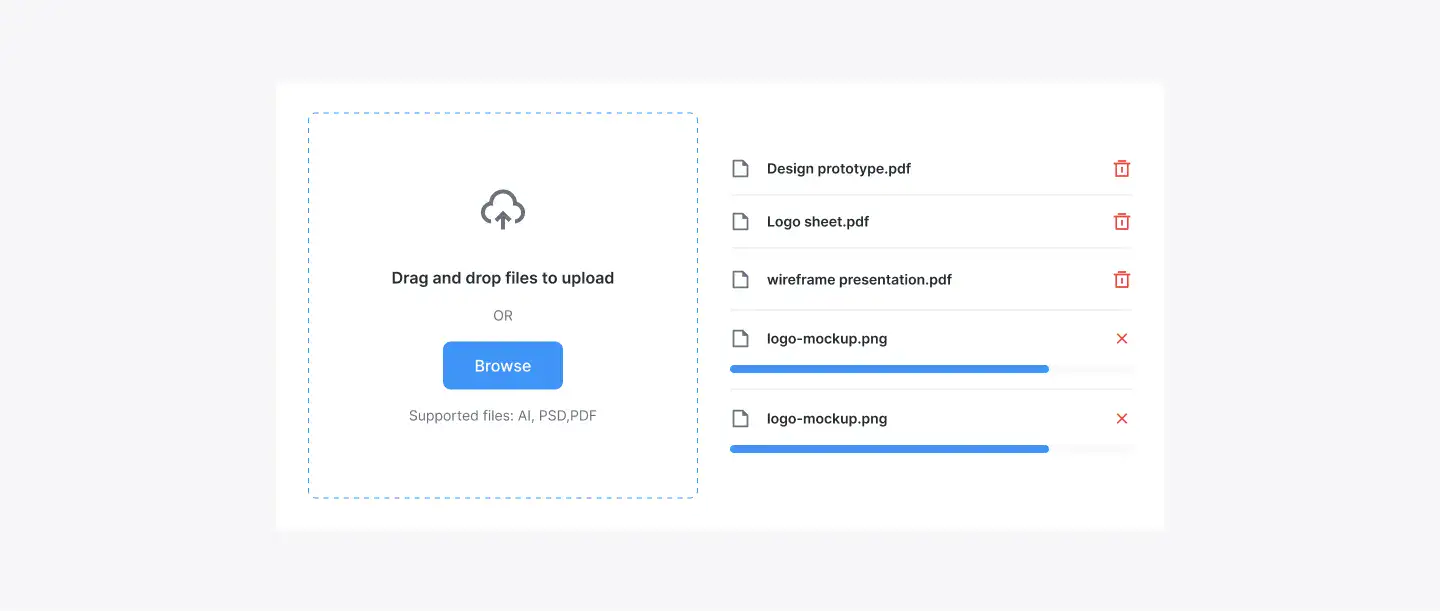 Drag and drop files to upload
OR
Browse
Supported files: AI, PSD,PDF
Design prototype.pdf
Logo sheet.pdf
wireframe presentation.pdf
logo-mockup.png
logo-mockup.png